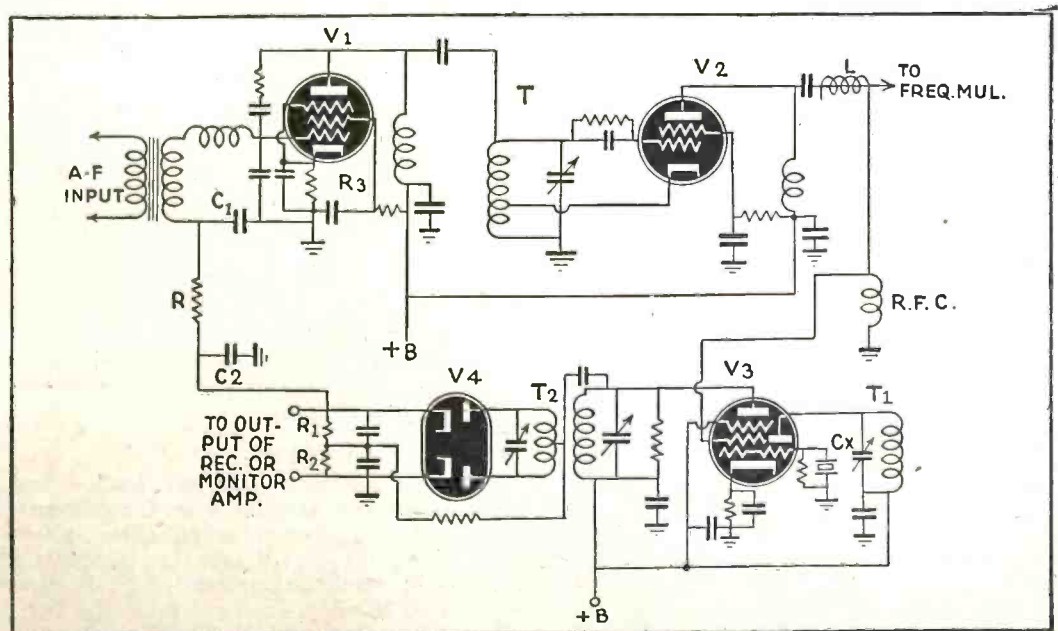 V1
V2
L
TO
FREQ.MUL.
T
A-F
INPUT
C1
R3
R
R.F.C.
+B
C2
V4
T2
V3
T1
TO OUT-
PUT OF
REC. OR
MONITOR
AMP.
R1
R2
Cx
+B